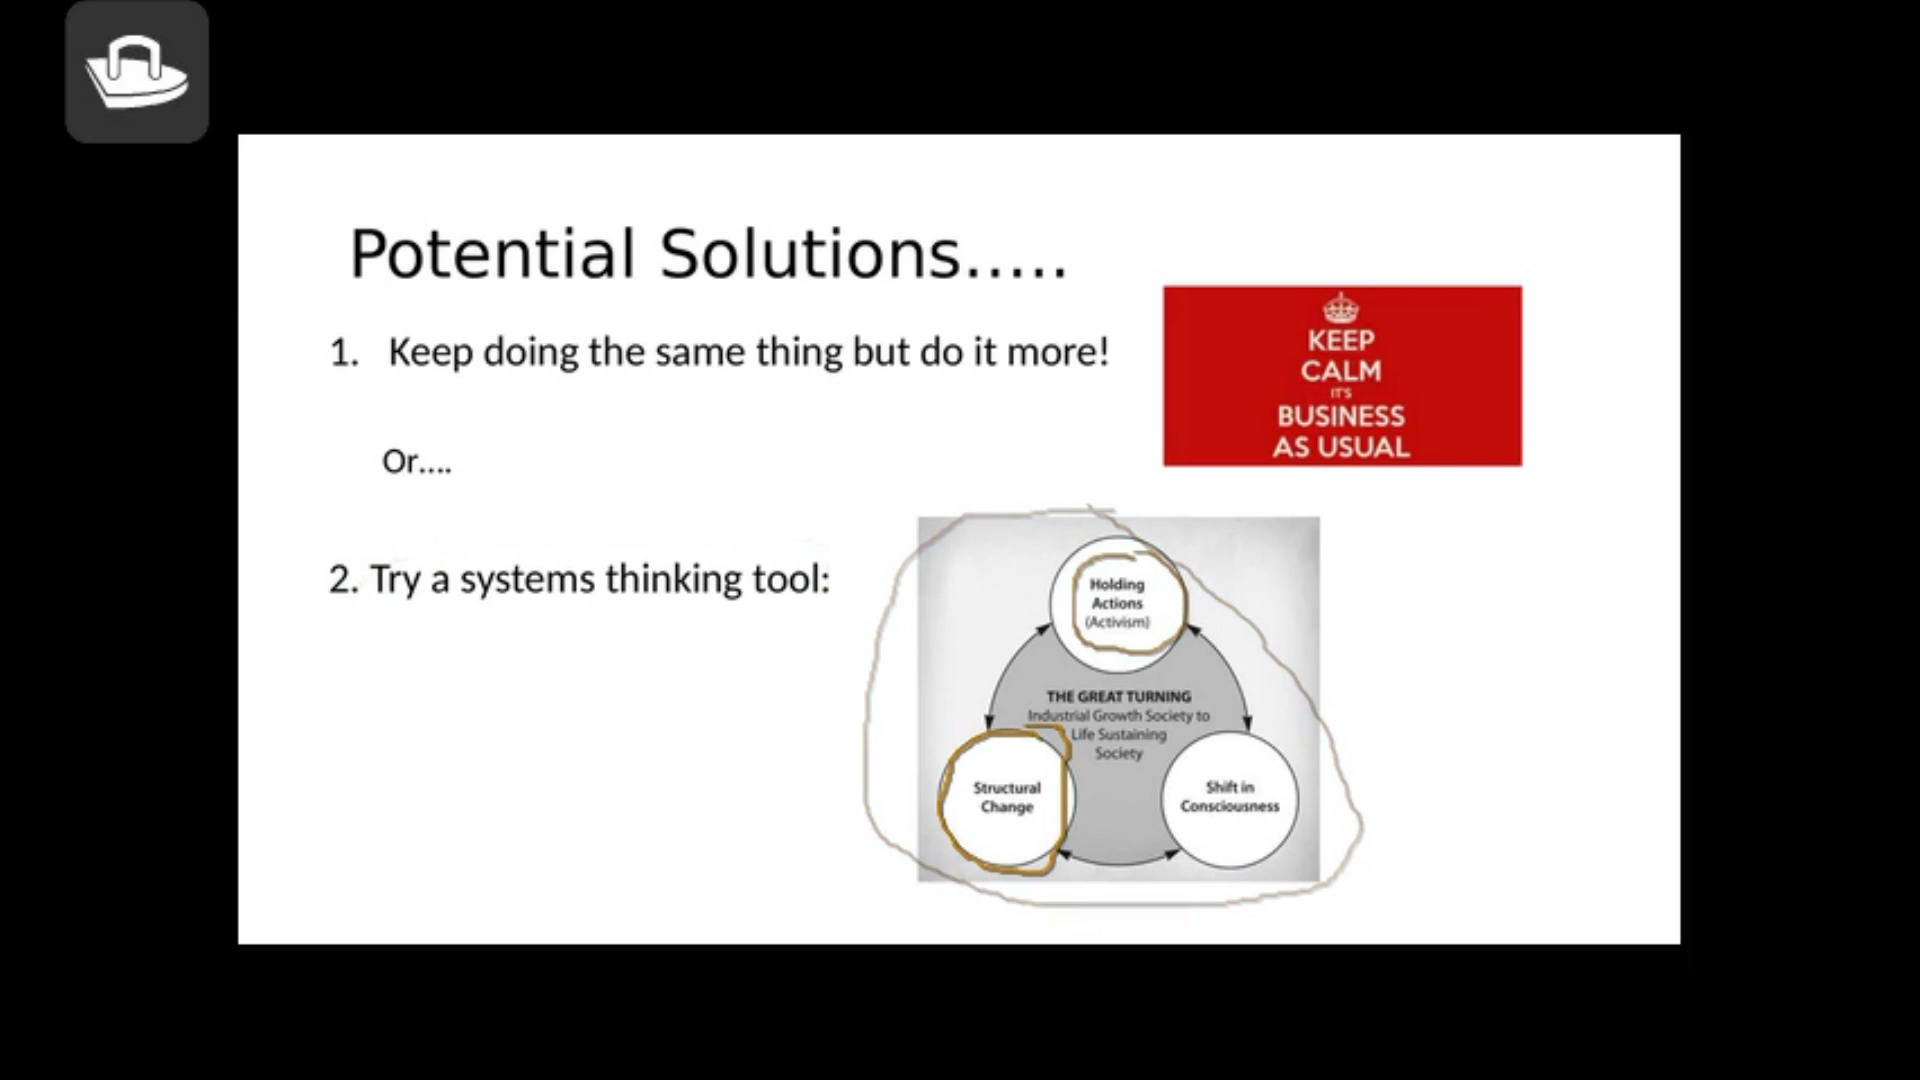 Potential Solutions.....
1. Keep doing the same thing but do it more!
KEEP
CALM
IT'S
BUSINESS
AS USUAL
Or....
2. Try a systems thinking tool:
Holding
Actions
(Activism)
THE GREAT TURNING
Industrial Growth Society to
Life Sustaining
Society
Structural
Change
Shift in
Consciousness